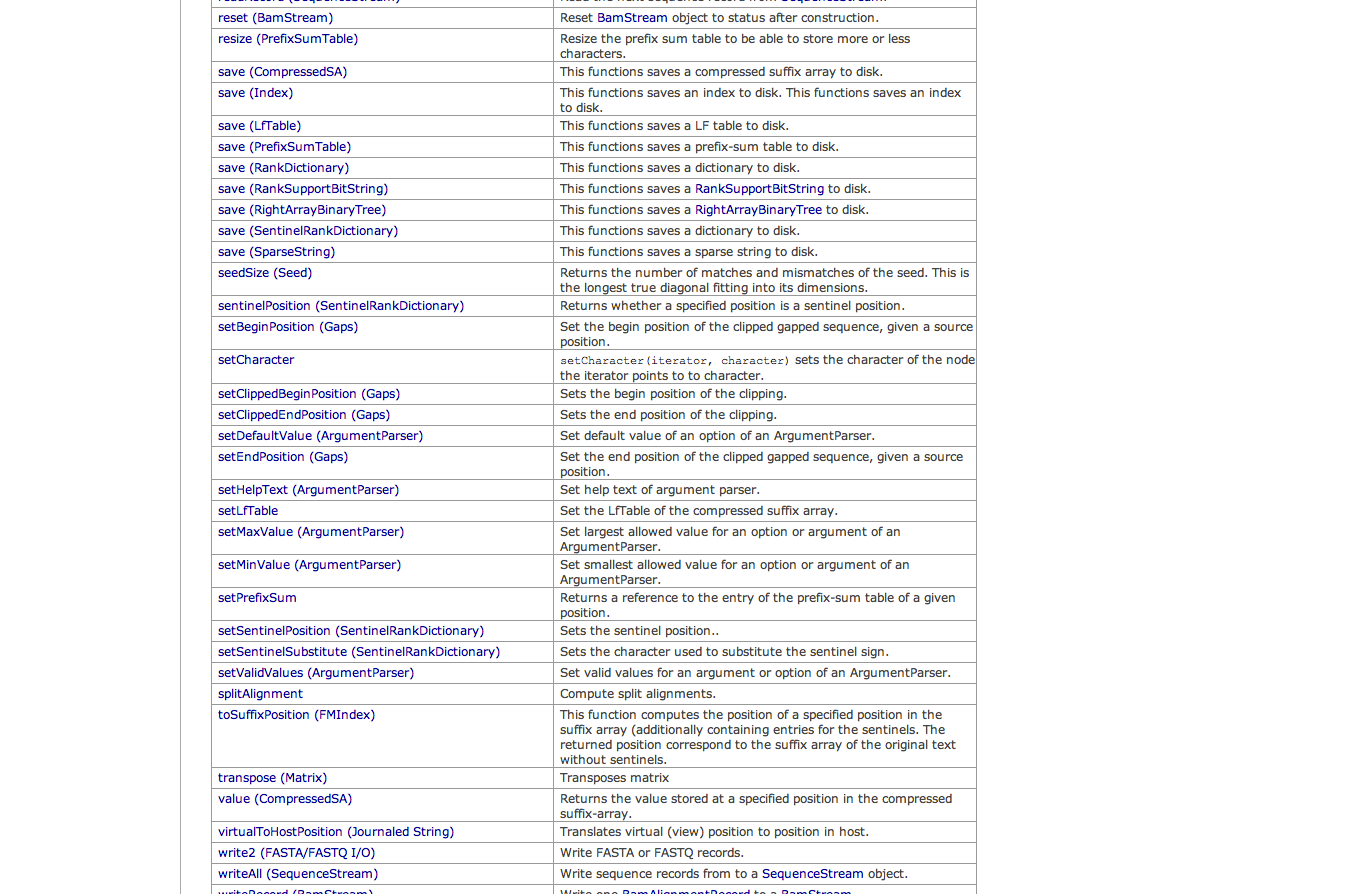 reset (BamStream) Reset BamStream object to status after construction.
resize (PrefixSumTable) Resize the prefix sum table to be able to store more or less
characters.
save (CompressedSA) This functions saves a compressed suffix array to disk.
save (Index) This functions saves an index to disk. This functions saves an index
to disk.
save (LfTable) This functions saves a LF table to disk.
save (PrefixSumTable) This functions saves a prefix-sum table to disk.
save (RankDictionary) This functions saves a dictionary to disk.
save (RankSupportBitString) This functions saves a RankSupportBitString to disk.
save (RightArrayBinaryTree) This functions saves a RightArrayBinaryTree to disk.
save (SentinelRankDictionary) This functions saves a dictionary to disk.
save (SparseString) This functions saves a sparse string to disk.
seedSize (Seed) Returns the number of matches and mismatches of the seed. This is
the longest true diagonal fitting into its dimensions.
sentinelPosition (SentinelRankDictionary) Returns whether a specified position is a sentinel position.
setBeginPosition (Gaps) Set the begin position of the clipped gapped sequence, given a source
position.
setCharacter setCharacter(iterator, character) sets the character of the node
the iterator points to to character.
setClippedBeginPosition (Gaps) Sets the begin position of the clipping.
setClippedEndPosition (Gaps) Sets the end position of the clipping.
setDefaultValue (ArgumentParser) Set default value of an option of an ArgumentParser.
setEndPosition (Gaps) Set the end position of the clipped gapped sequence, given a source
position.
setHelpText (ArgumentParser) Set help text of argument parser.
setLfTable Set the LfTable of the compressed suffix array.
setMaxValue (ArgumentParser) Set largest allowed value for an option or argument of an
ArgumentParser.
setMinValue (ArgumentParser) Set smallest allowed value for an option or argument of an
ArgumentParser.
setPrefixSum Returns a reference to the entry of the prefix-sum table of a given
position.
setSentinelPosition (SentinelRankDictionary) Sets the sentinel position..
setSentinelSubstitute (SentinelRankDictionary) Sets the character used to substitute the sentinel sign.
setValidValues (ArgumentParser) Set valid values for an argument or option of an ArgumentParser.
splitAlignment Compute split alignments.
toSuffixPosition (FMIndex) This function computes the position of a specified position in the
suffix array (additionally containing entries for the sentinels. The
returned position correspond to the suffix array of the original text
without sentinels.
transpose (Matrix) Transposes matrix
value (CompressedSA) Returns the value stored at a specified position in the compressed
suffix-array.
virtualToHostPosition (Journaled String) Translates virtual (view) position to position in host.
write2 (FASTA/FASTQ I/O) Write FASTA or FASTQ records.
writeAll (SequenceStream) Write sequence records from to a SequenceStream object.
writeRecord (BamStream) Write one BamAlignmentRecord to a BamStream.